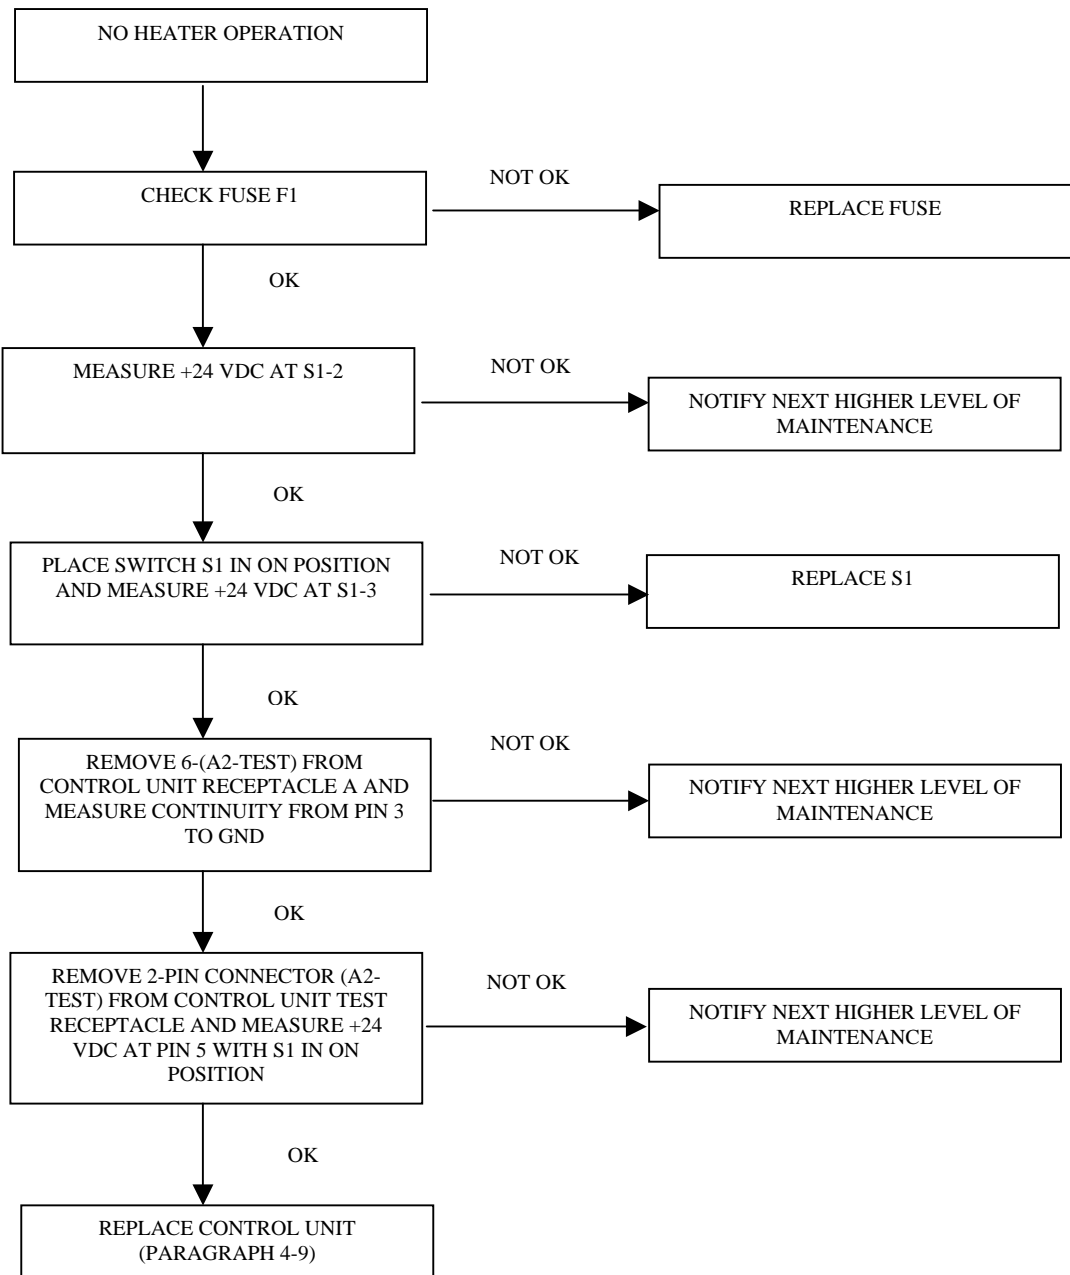 NO HEATER OPERATION
CHECK FUSE F1
NOT OK
REPLACE FUSE
OK
MEASURE +24 VDC AT S1-2
NOT OK
NOTIFY NEXT HIGHER LEVEL OF
MAINTENANCE
OK
PLACE SWITCH S1 IN ON POSITION
AND MEASURE +24 VDC AT S1-3
NOT OK
REPLACE S1
OK
REMOVE 6-(A2-TEST) FROM
CONTROL UNIT RECEPTACLE A AND
MEASURE CONTINUITY FROM PIN 3
TO GND
NOT OK
NOTIFY NEXT HIGHER LEVEL OF
MAINTENANCE
OK
REMOVE 2-PIN CONNECTOR (A2-
TEST) FROM CONTROL UNIT TEST
RECEPTACLE AND MEASURE +24
VDC AT PIN 5 WITH S1 IN ON
POSITION
NOT OK
NOTIFY NEXT HIGHER LEVEL OF
MAINTENANCE
OK
REPLACE CONTROL UNIT
(PARAGRAPH 4-9)